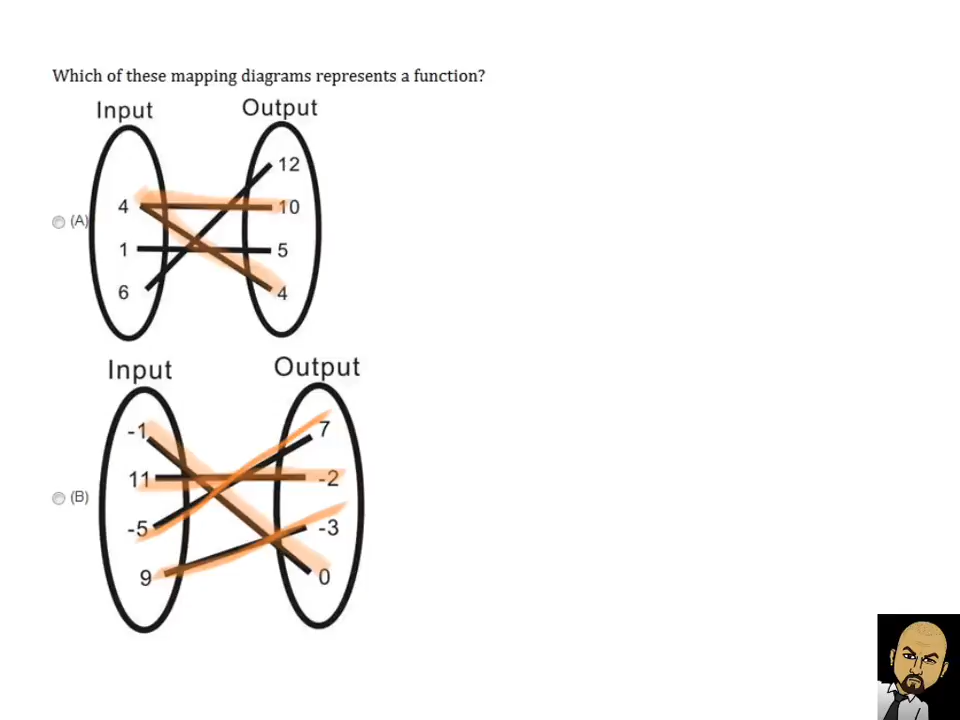 Which of these mapping diagrams represents a function?
Input Output
12
4 10
(A)
1 5
6 4
Input Output
-1 7
11 -2
(B)
-5 -3
9 0